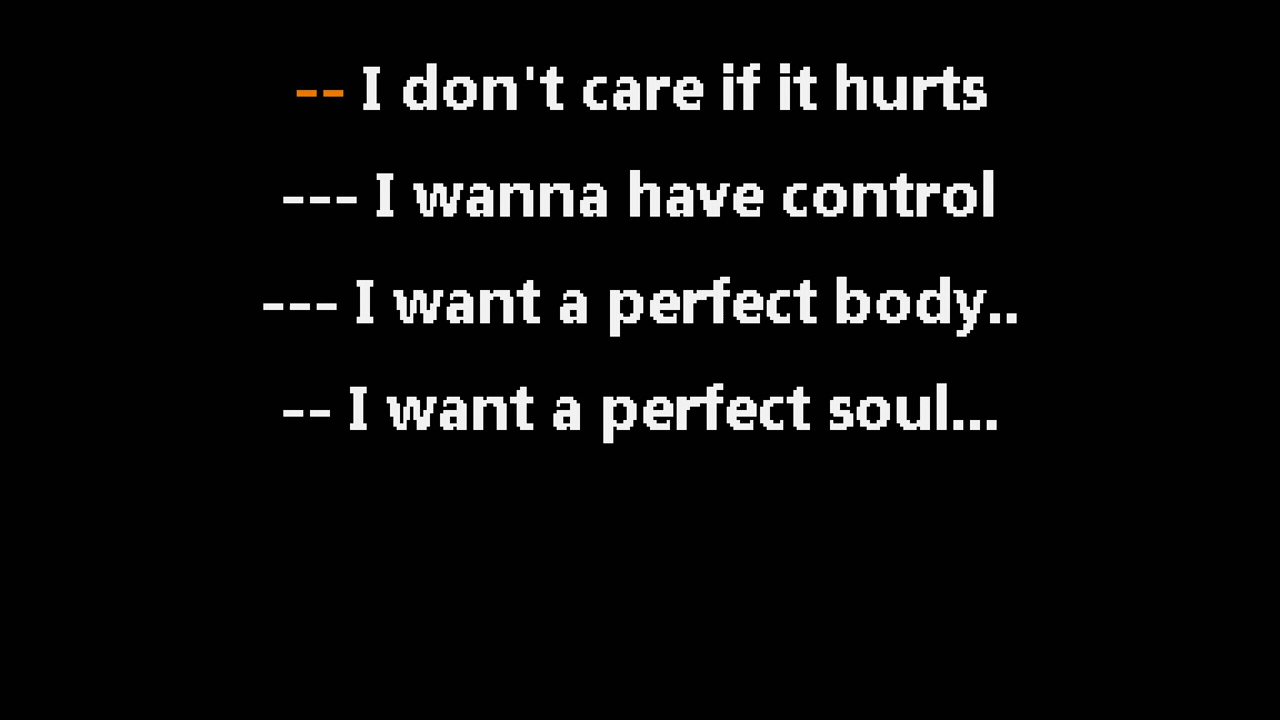 -- I don't care if it hurts
--- I wanna have control
--- I want a perfect body..
-- I want a perfect soul...